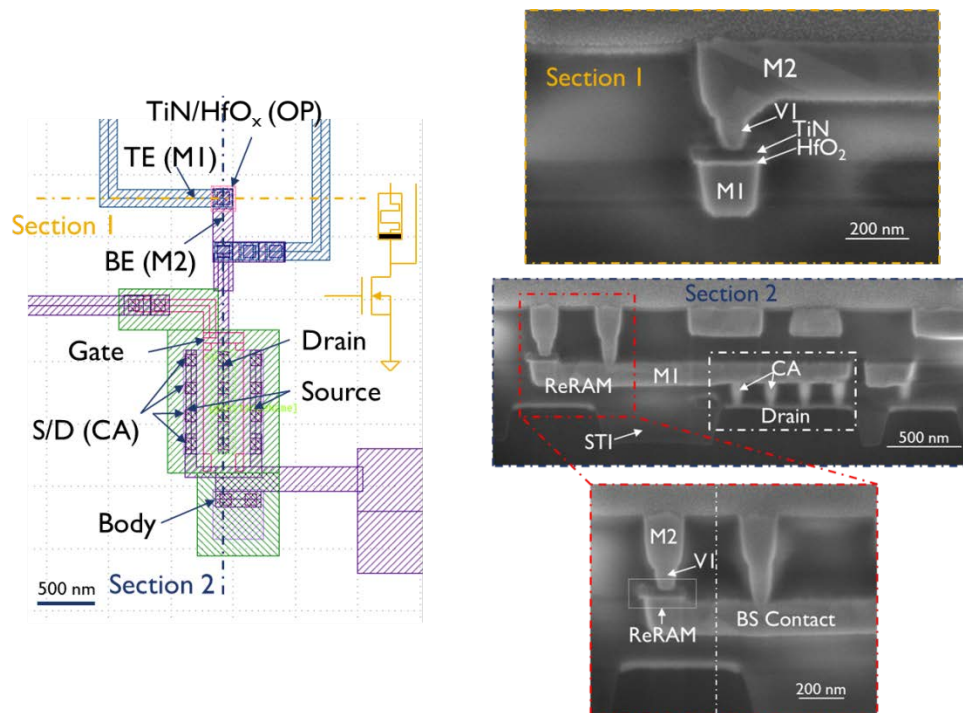 TiN/HfOₓ (OP)
TE (M1)
Section 1
BE (M2)
Gate
Drain
Source
S/D (CA)
Body
500 nm
Section 2
Section 1
M2
V1
TiN
HfO₂
M1
200 nm
Section 2
ReRAM
M1
CA
Drain
STI
500 nm
M2
V1
ReRAM
BS Contact
200 nm